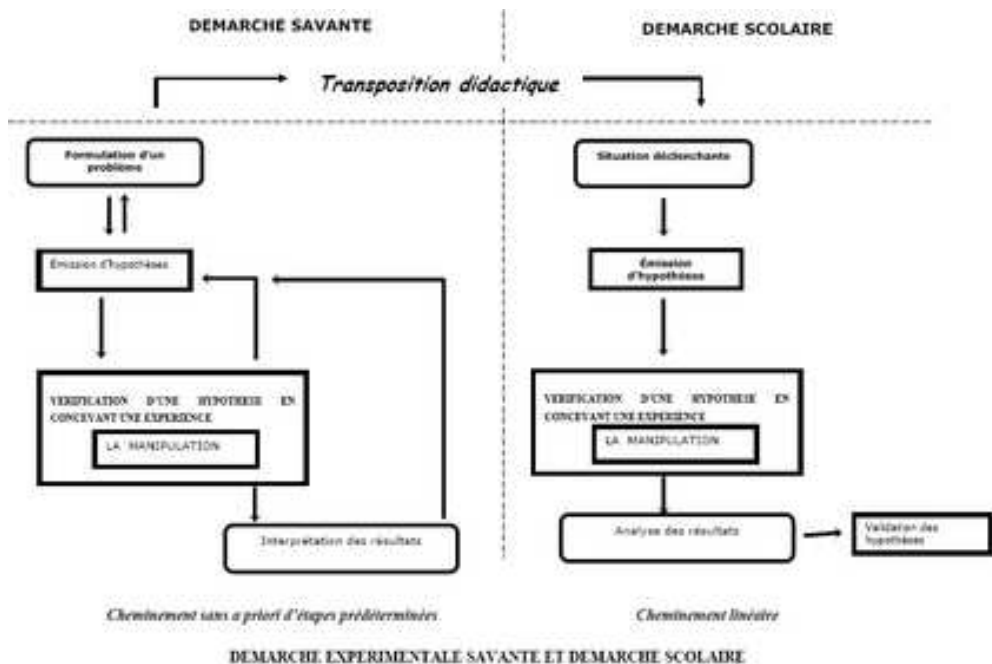 DEMARCHE SAVANTE
DEMARCHE SCOLAIRE
Transposition didactique
Formulation d'un
problème
Situation déclenchante
Emission d'hypothèses
Émission
d'hypothèses
VERIFICATION D'UNE HYPOTHESE EN
CONCEVANT UNE EXPERIENCE
LA MANIPULATION
VERIFICATION D'UNE HYPOTHESE EN
CONCEVANT UNE EXPERIENCE
LA MANIPULATION
Interprétation des résultats
Analyse des résultats
Validation des
hypothèses
Cheminement sans a priori d'étapes prédéterminées
Cheminement linéaire
DEMARCHE EXPERIMENTALE SAVANTE ET DEMARCHE SCOLAIRE